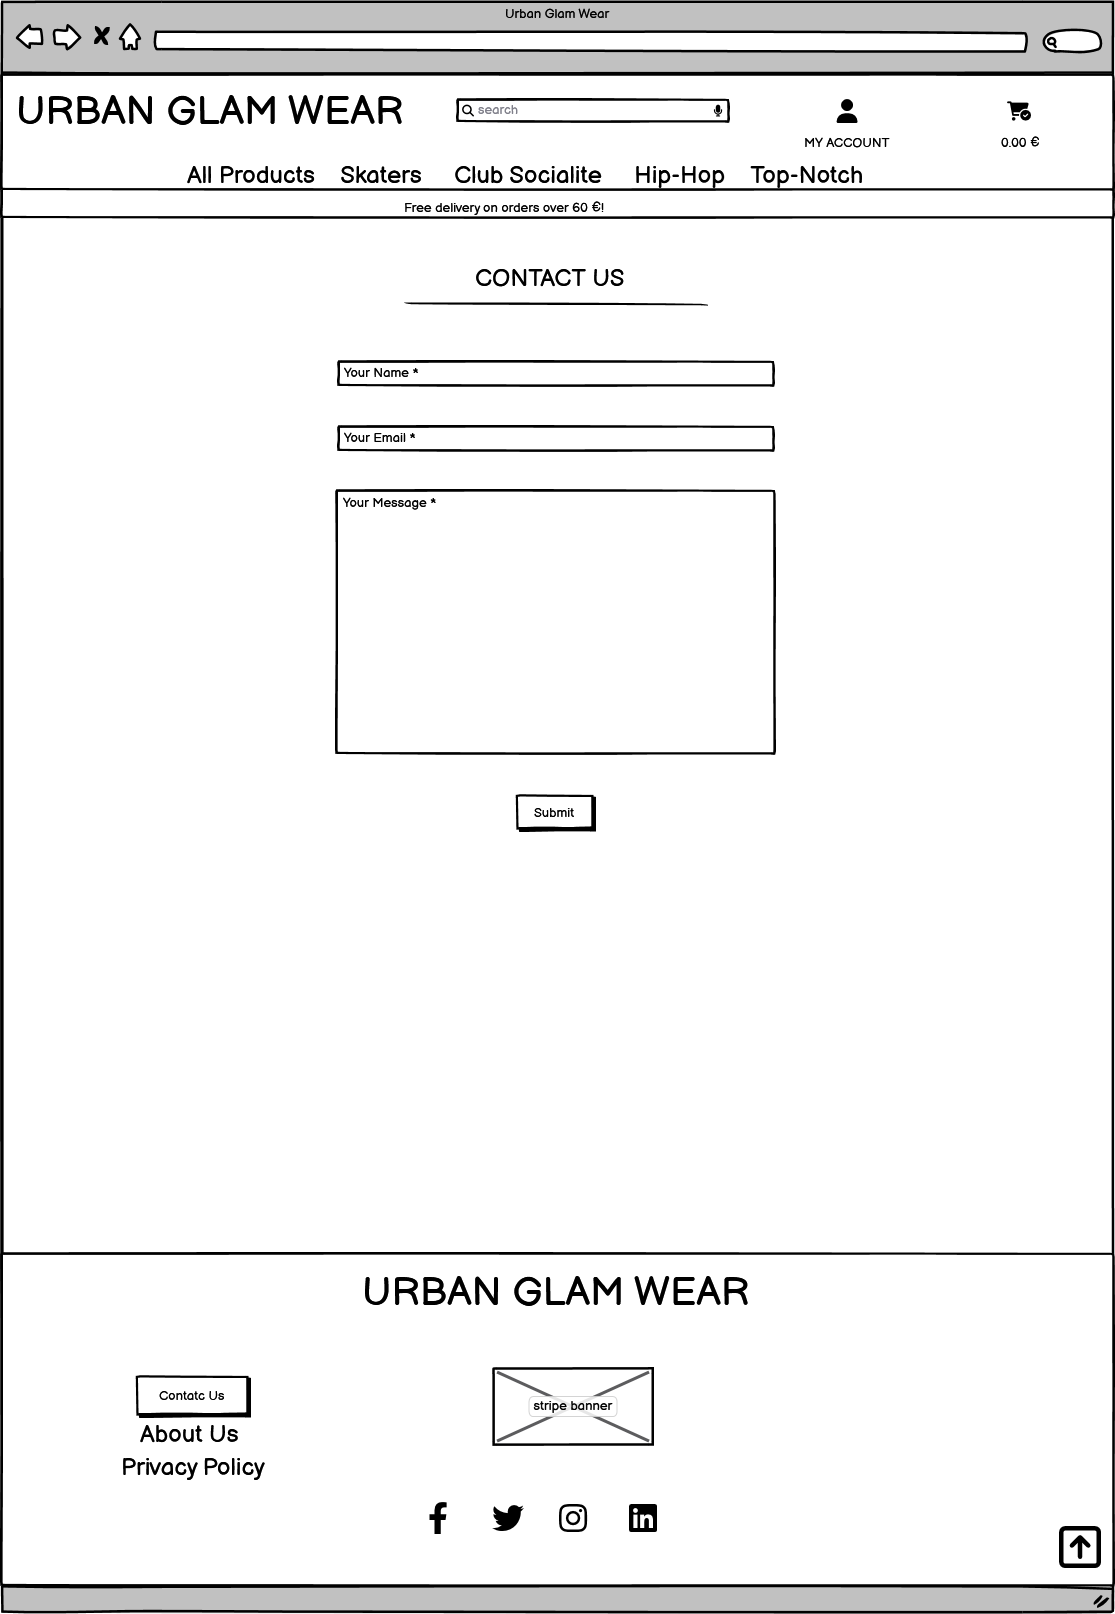 Urban Glam Wear
URBAN GLAM WEAR
search
MY ACCOUNT
0.00 €
All Products Skaters Club Socialite Hip-Hop Top-Notch
Free delivery on orders over 60 €!
CONTACT US
Your Name *
Your Email *
Your Message *
Submit
URBAN GLAM WEAR
Contatc Us
stripe banner
About Us
Privacy Policy